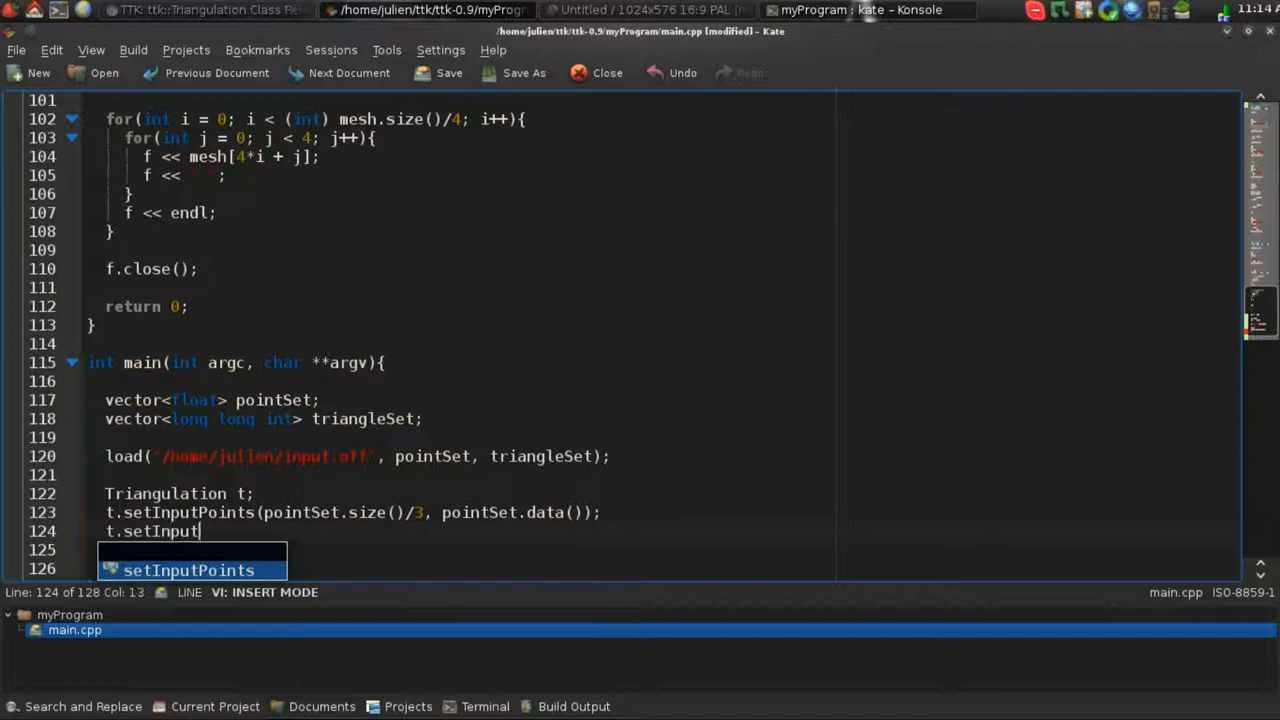 TTK: ttk::Triangulation Class Re
/home/julien/ttk/ttk-0.9/myProgr
Untitled / 1024x576 16:9 PAL
myProgram : kate – Konsole
11:14 A
/home/julien/ttk/ttk-0.9/myProgram/main.cpp [modified] – Kate
File Edit View Build Projects Bookmarks Sessions Tools Settings Help
New Open Previous Document Next Document Save Save As Close Undo Redo
101
102 for(int i = 0; i < (int) mesh.size()/4; i++){
103 for(int j = 0; j < 4; j++){
104 f << mesh[4*i + j];
105 f << " ";
106 }
107 f << endl;
108 }
109
110 f.close();
111
112 return 0;
113 }
114
115 int main(int argc, char **argv){
116
117 vector<float> pointSet;
118 vector<long long int> triangleSet;
119
120 load("/home/julien/input.off", pointSet, triangleSet);
121
122 Triangulation t;
123 t.setInputPoints(pointSet.size()/3, pointSet.data());
124 t.setInput
125
setInputPoints
126
Line: 124 of 128 Col: 13 LINE VI: INSERT MODE main.cpp ISO-8859-1
myProgram
main.cpp
Search and Replace Current Project Documents Projects Terminal Build Output